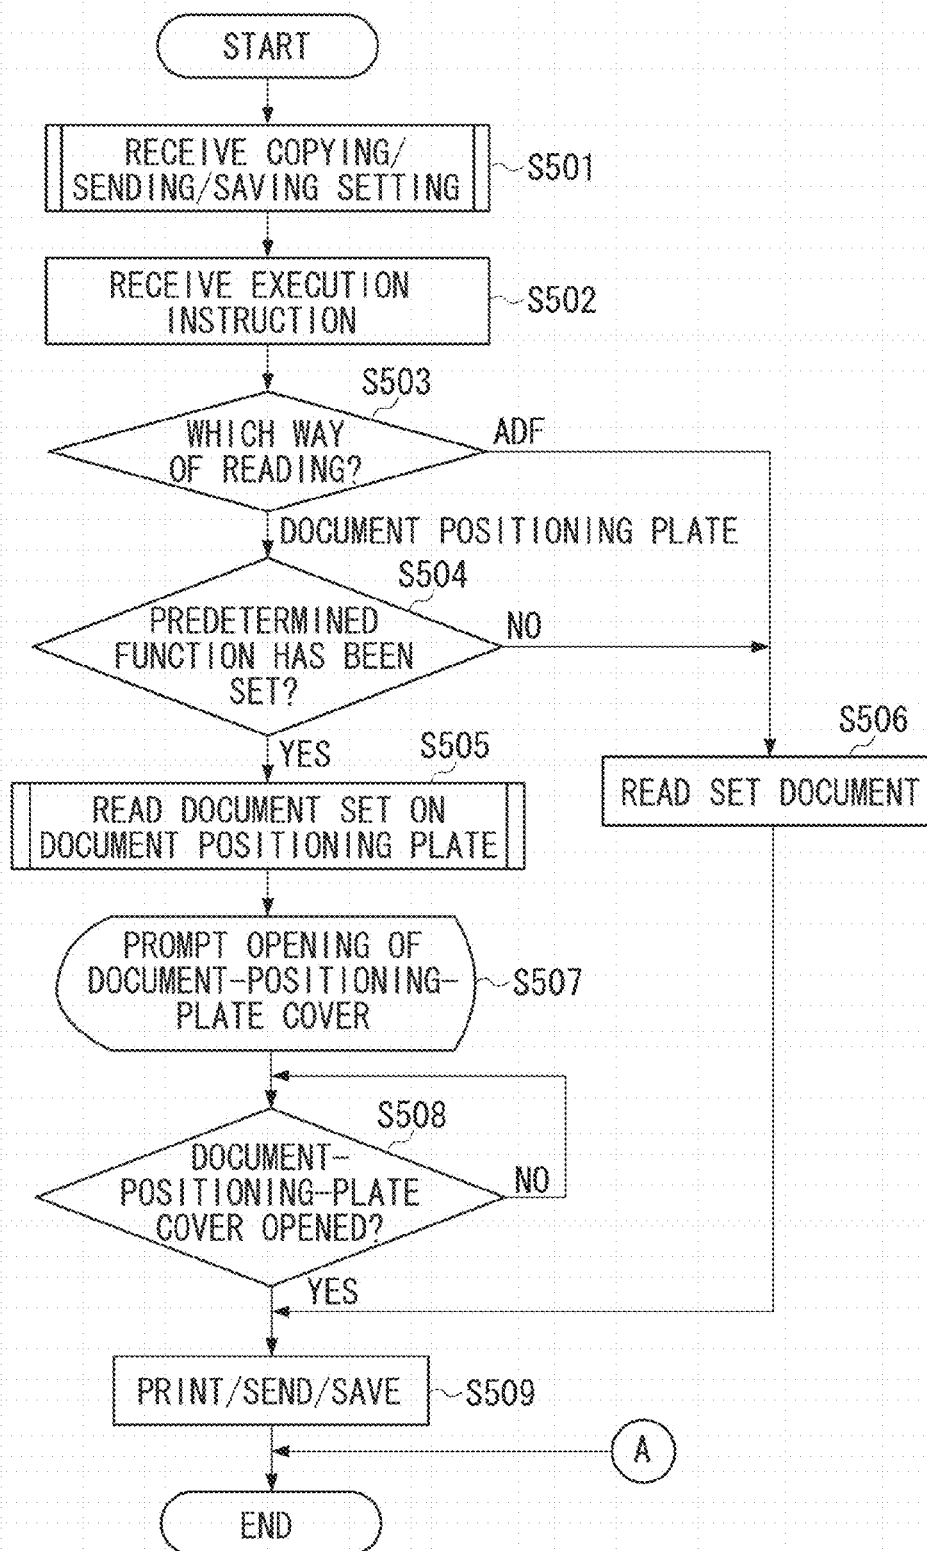 START
RECEIVE COPYING/
SENDING/SAVING SETTING
S501
RECEIVE EXECUTION
INSTRUCTION
S502
S503
WHICH WAY
OF READING?
ADF
DOCUMENT POSITIONING PLATE
S504
PREDETERMINED
FUNCTION HAS BEEN
SET?
NO
YES
S505
READ DOCUMENT SET ON
DOCUMENT POSITIONING PLATE
S506
READ SET DOCUMENT
PROMPT OPENING OF
DOCUMENT-POSITIONING-
PLATE COVER
S507
S508
DOCUMENT-
POSITIONING-PLATE
COVER OPENED?
NO
YES
PRINT/SEND/SAVE
S509
A
END